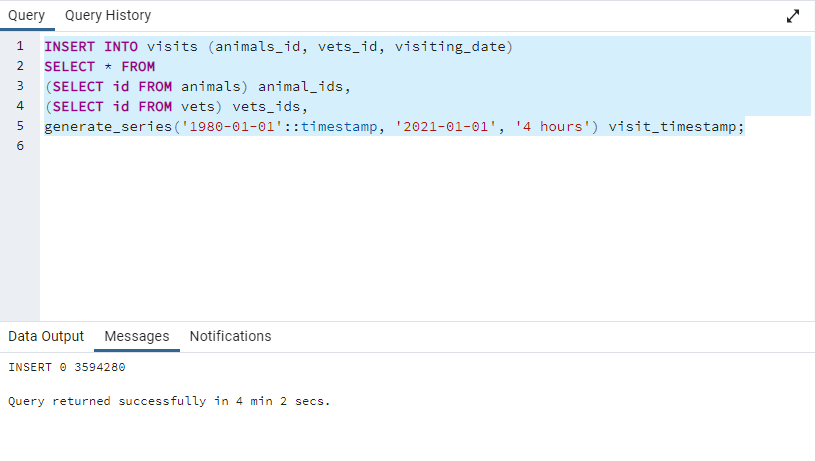 Query Query History
1 INSERT INTO visits (animals_id, vets_id, visiting_date)
2 SELECT * FROM
3 (SELECT id FROM animals) animal_ids,
4 (SELECT id FROM vets) vets_ids,
5 generate_series('1980-01-01'::timestamp, '2021-01-01', '4 hours') visit_timestamp;
6
Data Output Messages Notifications
INSERT 0 3594280
Query returned successfully in 4 min 2 secs.